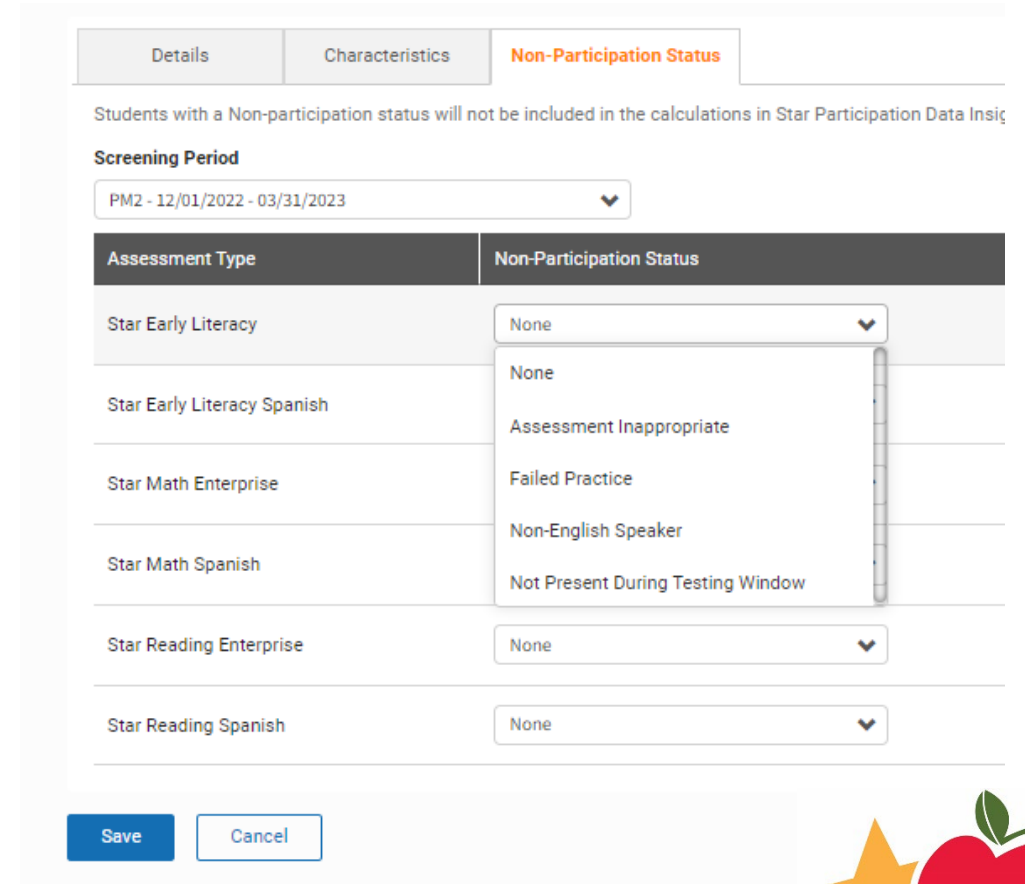 Details Characteristics Non-Participation Status
Students with a Non-participation status will not be included in the calculations in Star Participation Data
Screening Period
PM2 - 12/01/2022 - 03/31/2023
Assessment Type Non-Participation Status
Star Early Literacy None
None
Star Early Literacy Spanish
Assessment Inappropriate
Star Math Enterprise Failed Practice
Non-English Speaker
Star Math Spanish
Not Present During Testing Window
Star Reading Enterprise None
Star Reading Spanish None
Save Cancel